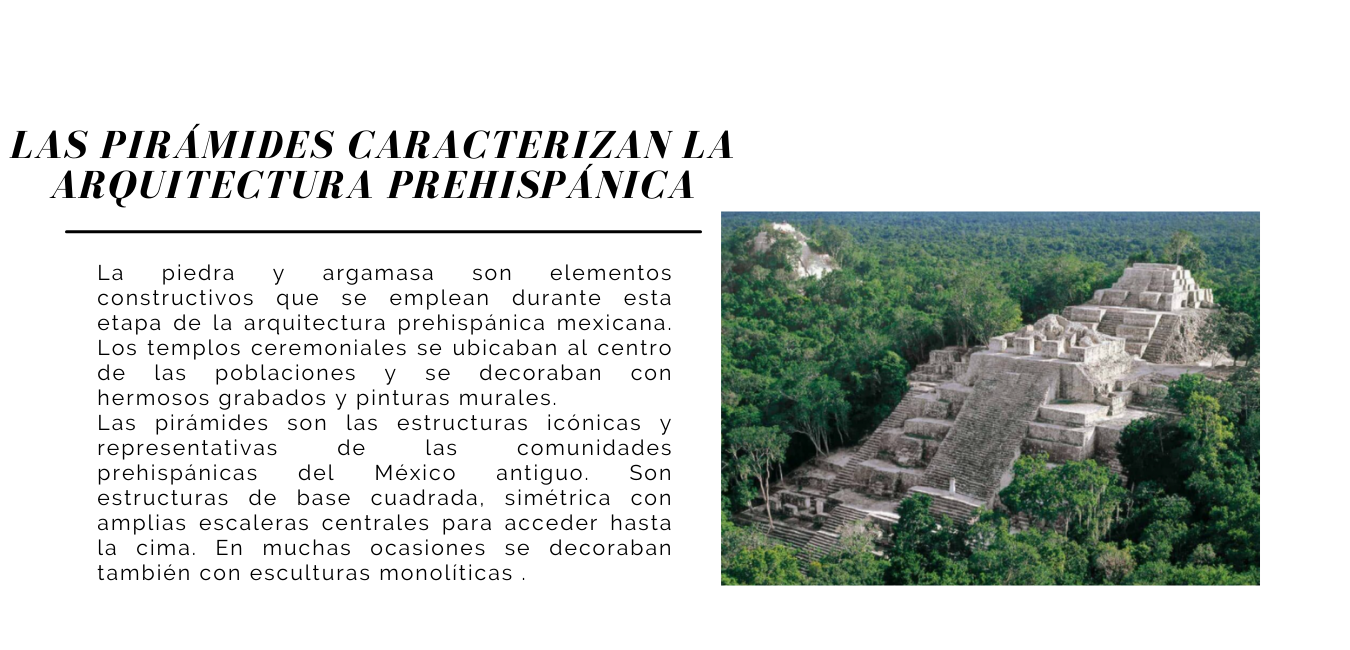 LAS PIRÁMIDES CARACTERIZAN LA
ARQUITECTURA PREHISPÁNICA
La piedra y argamasa son elementos
constructivos que se emplean durante esta
etapa de la arquitectura prehispánica mexicana.
Los templos ceremoniales se ubicaban al centro
de las poblaciones y se decoraban con
hermosos grabados y pinturas murales.
Las pirámides son las estructuras icónicas y
representativas de las comunidades
prehispánicas del México antiguo. Son
estructuras de base cuadrada, simétrica con
amplias escaleras centrales para acceder hasta
la cima. En muchas ocasiones se decoraban
también con esculturas monolíticas .